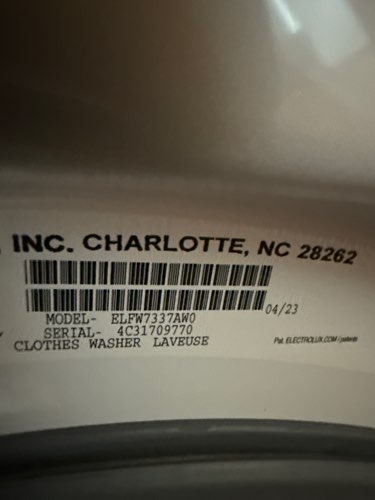 INC. CHARLOTTE, NC 28262
04/23
MODEL- ELFW7337AW0
SERIAL- 4C31709770
CLOTHES WASHER LAVEUSE
Pat. ELECTROLUX.COM/patents